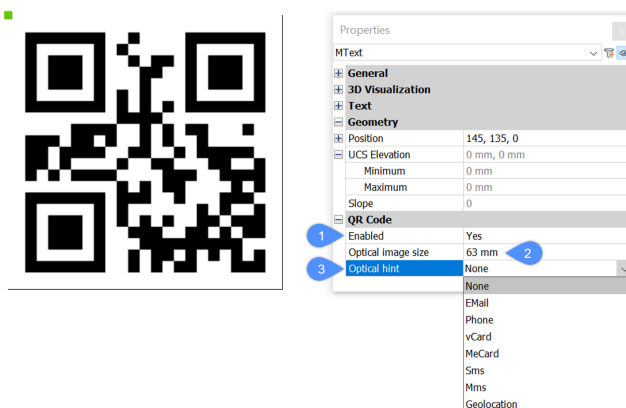 Properties
MText
General
3D Visualization
Text
Geometry
Position 145, 135, 0
UCS Elevation 0 mm, 0 mm
Minimum 0 mm
Maximum 0 mm
Slope 0
QR Code
1 Enabled Yes
Optical image size 63 mm 2
3 Optical hint None
None
EMail
Phone
vCard
MeCard
Sms
Mms
Geolocation